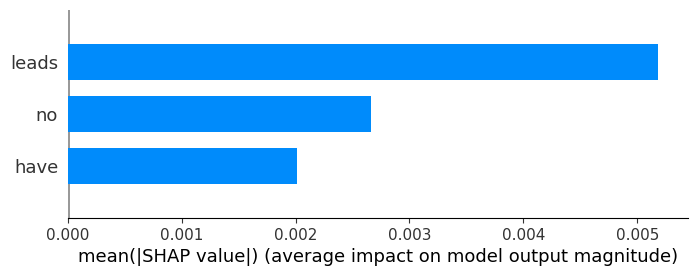 leads
no
have
0.000 0.001 0.002 0.003 0.004 0.005
mean(|SHAP value|) (average impact on model output magnitude)